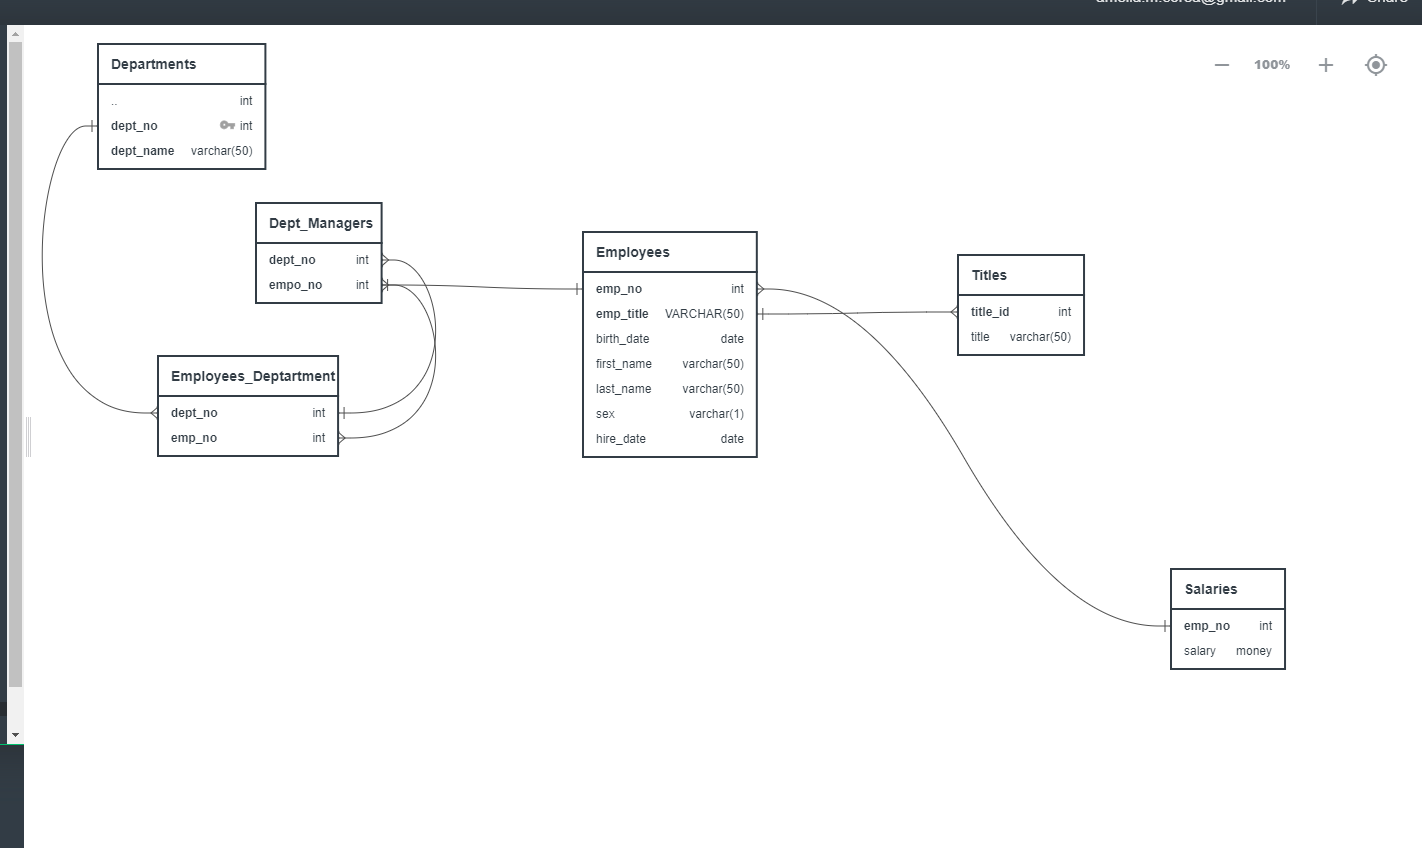 100%
Departments
.. int
dept_no int
dept_name varchar(50)
Dept_Managers
dept_no int
empo_no int
Employees
emp_no int
emp_title VARCHAR(50)
birth_date date
first_name varchar(50)
last_name varchar(50)
sex varchar(1)
hire_date date
Titles
title_id int
title varchar(50)
Employees_Deptartment
dept_no int
emp_no int
Salaries
emp_no int
salary money